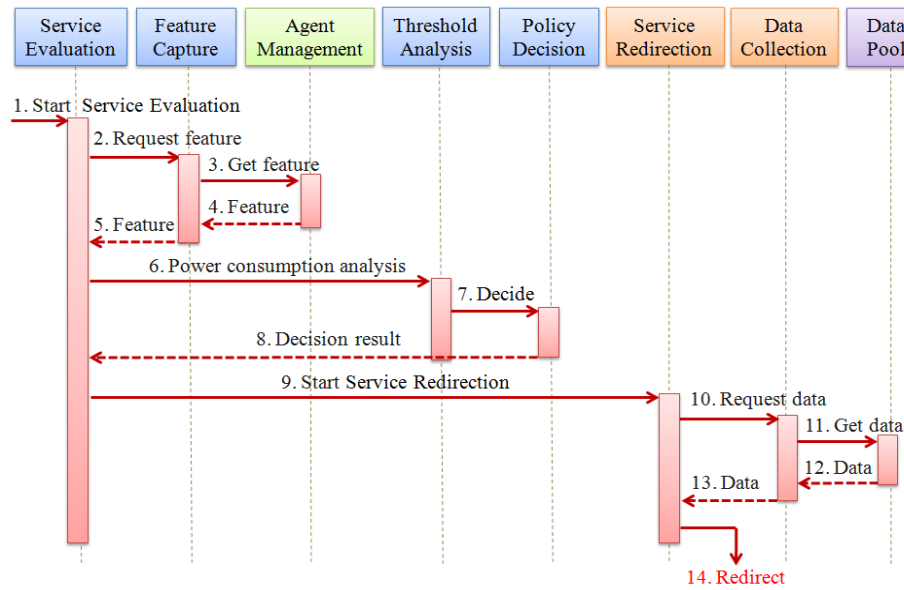 Service Evaluation
Feature Capture
Agent Management
Threshold Analysis
Policy Decision
Service Redirection
Data Collection
Data Pool
1. Start Service Evaluation
2. Request feature
3. Get feature
4. Feature
5. Feature
6. Power consumption analysis
7. Decide
8. Decision result
9. Start Service Redirection
10. Request data
11. Get data
12. Data
13. Data
14. Redirect